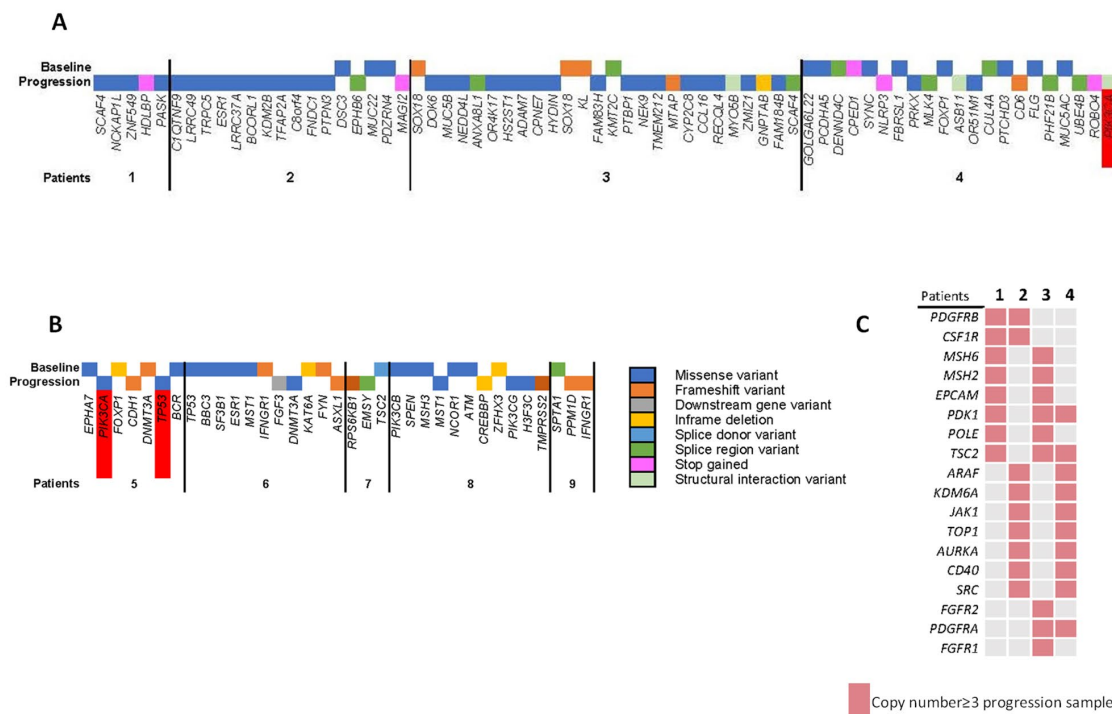 A
Baseline
Progression
SCAF4 NCKAP1L ZNF549 HDLBP PASK C1QTNF9 LRRC49 TRPC5 ESR1 LRRC37A BCORL1 KDM2B TFAP2A C8orf4 FNDC1 PTPN3 DSC3 EPHB6 MUC22 PDZRN4 MAGI2 SOX18 DOK6 MUC5B NEDD4L ANXA8L1 OR4K17 HS2ST1 ADAM7 CPNE7 HYDIN SOX18 KL FAM83H KMT2C PTBP1 NEK9 TMEM212 MTAP CYP2C8 CCL16 RECQL4 MYO5B ZMIZ1 GNPTAB FAM184B SCAF4 GOLGA6L22 PCDHA5 DENND4C CPED1 SYNC NLRP3 FBRSL1 PRKX MLK4 FOXP1 ASB11 OR51M1 CUL4A PTCHD3 CD6 FLG PHF21B MUC5AC UBE4B ROBO4
Patients 1 2 3 4
B
Baseline
Progression
EPHA7 PIK3CA FOXP1 CDH1 DNMT3A TP53 BCR TP53 BBC3 SF3B1 ESR1 MST1 IFNGR1 FGF3 DNMT3A KAT6A FYN ASXL1 RPS6KB1 EMSY TSC2 PIK3CB SPEN MSH3 MST1 NCOR1 ATM CREBBP ZFHX3 PIK3CG H3F3C TMPRSS2 SPTA1 PPM1D IFNGR1
Patients 5 6 7 8 9
Missense variant
Frameshift variant
Downstream gene variant
Inframe deletion
Splice donor variant
Splice region variant
Stop gained
Structural interaction variant
C
Patients 1 2 3 4
PDGFRB
CSF1R
MSH6
MSH2
EPCAM
PDK1
POLE
TSC2
ARAF
KDM6A
JAK1
TOP1
AURKA
CD40
SRC
FGFR2
PDGFRA
FGFR1
Copy number≥3 progression sample